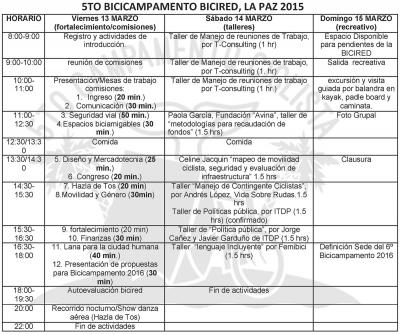 5TO BICICAMPAMENTO BICIRED, LA PAZ 2015
HORARIO
Viernes 13 MARZO
(fortalecimiento/comisiones)
Sábado 14 MARZO
(talleres)
Domingo 15 MARZO
(recreativo)
8:00-9:00
Registro y actividades de
introducción
Taller de Manejo de reuniones de Trabajo,
por T-Consulting (1 hr)
Espacio Disponible
para pendientes de la
BICIRED
9:00-10:00
reunión de comisiones
Taller de Manejo de reuniones de Trabajo,
por T-Consulting (1 hr)
Salida recreativa
10:00-
11:00
Presentación/Mesas de trabajo
comisiones:
1. Ingreso (20 min.)
2. Comunicación (30 min.)
Taller de Manejo de reuniones de trabajo
por T-Consulting (1 hr)
excursión y visita
guiada por balandra en
kayak, padle board y
caminata.
11:00-
12:30
3. Seguridad vial (50 min.)
4.Espacios biciamigables (30
min.)
Paola García, Fundación "Avina", taller de
"metodologías para recaudación de
fondos" (1.5 hrs)
Foto Grupal
12:30/13:3
0
Comida
Comida
13:30/14:3
0
5. Diseño y Mercadotecnia (25
min.)
6. Congreso (20 min.)
Celine Jacquin "mapeo de movilidad
ciclista, seguridad y evaluación de
infraestructura" 1.5 hrs
Clausura
14:30-
15:30
7. Hazla de Tos (20 min)
8.Movilidad y Género (30min)
Taller "Manejo de Contingente Ciclistas",
por Andrés López, Vida Sobre Rudas 1.5
hrs
Taller de Políticas pública, por ITDP (1.5
hrs) (confirmado)
15:30-
16:30
9. fortalecimiento (20 min)
10. Finanzas (30 min)
Taller de "Política pública", por Jorge
Cañez y Javier Garduño de ITDP (1.5 hrs)
16:30-
18:00
11. Lana para la ciudad humana
(40 min.)
12. Presentación de propuestas
para Bicicampamento 2016 (30
min)
Taller "lenguaje Incluyente" por Femibici
(1.5 hrs)
Definición Sede del 6º
Bicicampamento 2016
18:00-
19:30
Autoevaluación bicired
Fin de actividades
20:00
Recorrido nocturno/Show danza
aérea (Hazla de Tos)
22:00
Fin de actividades